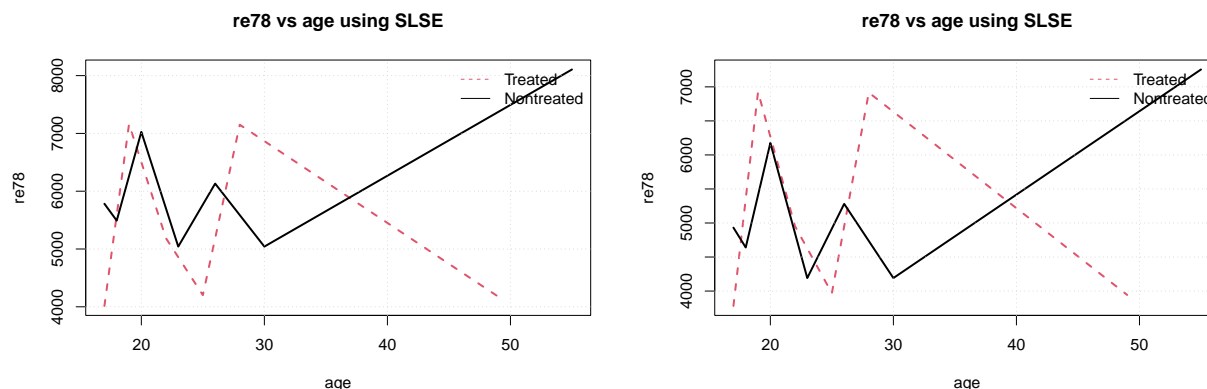 re78 vs age using SLSE
Treated
Nontreated
re78
8000
7000
6000
5000
4000
20
30
40
50
age
re78 vs age using SLSE
Treated
Nontreated
re78
7000
6000
5000
4000
20
30
40
50
age